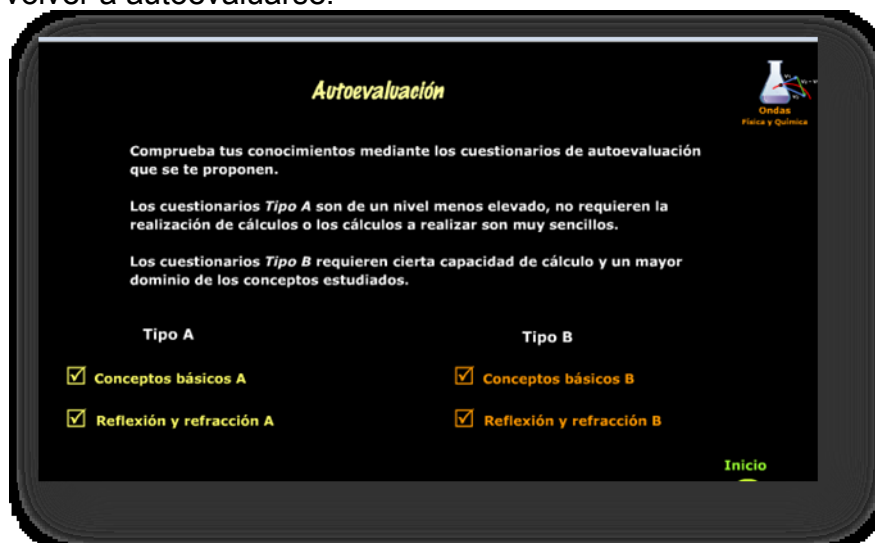 volver a autoevaluarse.
Autoevaluación
Ondas
Física y Química
Comprueba tus conocimientos mediante los cuestionarios de autoevaluación
que se te proponen.
Los cuestionarios Tipo A son de un nivel menos elevado, no requieren la
realización de cálculos o los cálculos a realizar son muy sencillos.
Los cuestionarios Tipo B requieren cierta capacidad de cálculo y un mayor
dominio de los conceptos estudiados.
Tipo A
Tipo B
Conceptos básicos A
Conceptos básicos B
Reflexión y refracción A
Reflexión y refracción B
Inicio